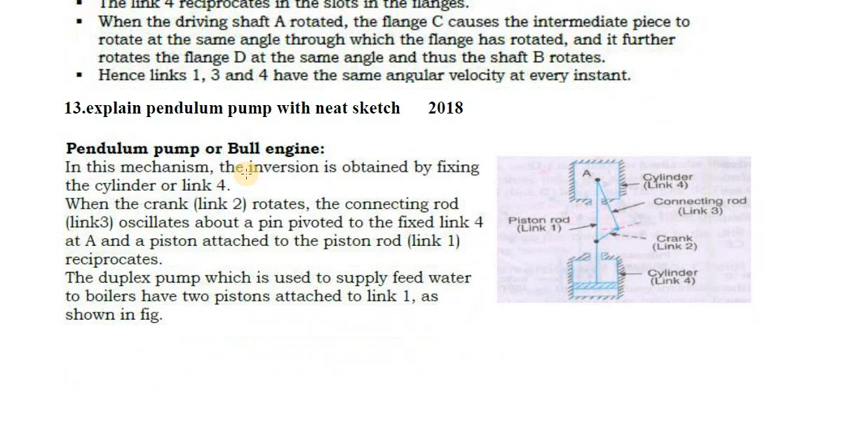 ▪ The link 4 reciprocates in the slots in the flanges.
▪ When the driving shaft A rotated, the flange C causes the intermediate piece to
rotate at the same angle through which the flange has rotated, and it further
rotates the flange D at the same angle and thus the shaft B rotates.
▪ Hence links 1, 3 and 4 have the same angular velocity at every instant.
13.explain pendulum pump with neat sketch 2018
Pendulum pump or Bull engine:
In this mechanism, the inversion is obtained by fixing
the cylinder or link 4.
When the crank (link 2) rotates, the connecting rod
(link3) oscillates about a pin pivoted to the fixed link 4
at A and a piston attached to the piston rod (link 1)
reciprocates.
The duplex pump which is used to supply feed water
to boilers have two pistons attached to link 1, as
shown in fig.
A
Cylinder
(Link 4)
Connecting rod
(Link 3)
Piston rod
(Link 1)
Crank
(Link 2)
Cylinder
(Link 4)